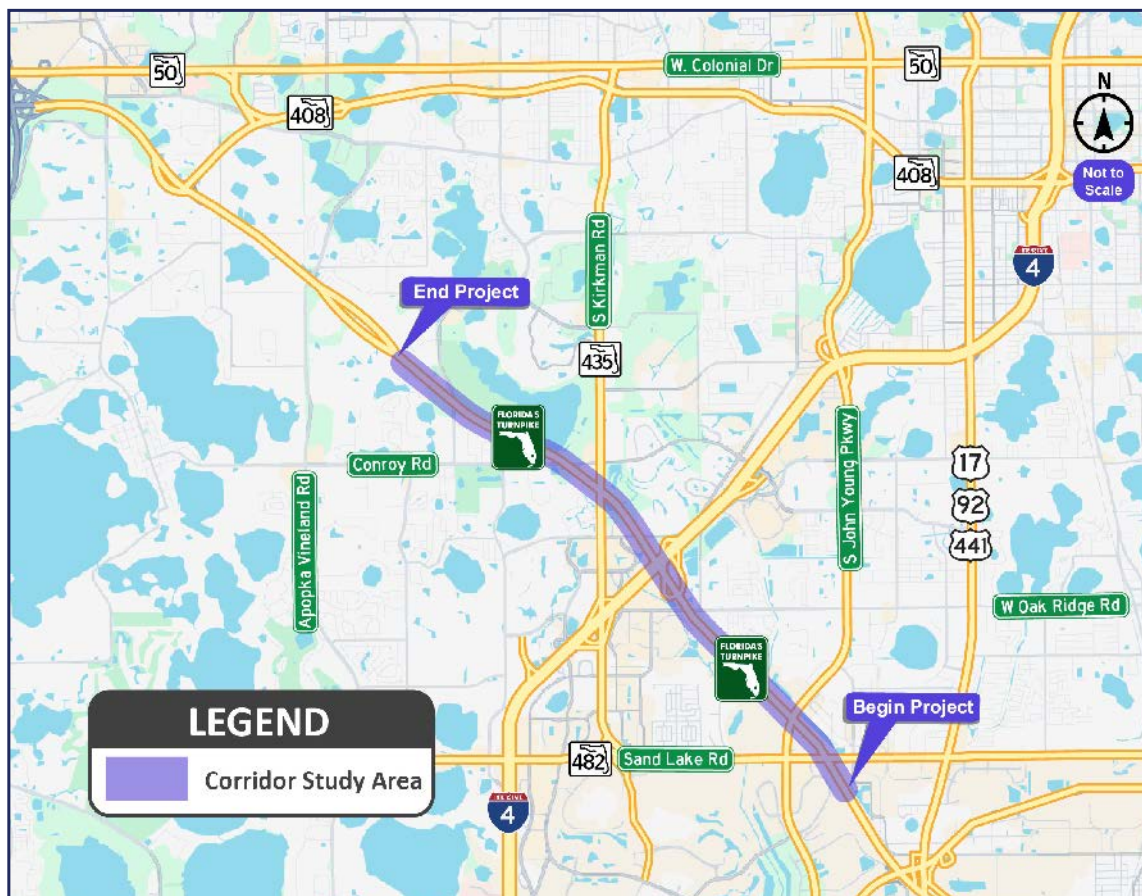 50
W. Colonial Dr
50
N
408
408
Not to
Scale
S Kirkman Rd
4
End Project
435
FLORIDA'S
TURNPIKE
S John Young Pkwy
Conroy Rd
17
Apopka Vineland Rd
92
441
W Oak Ridge Rd
FLORIDA'S
TURNPIKE
Begin Project
LEGEND
Corridor Study Area
482
Sand Lake Rd
4